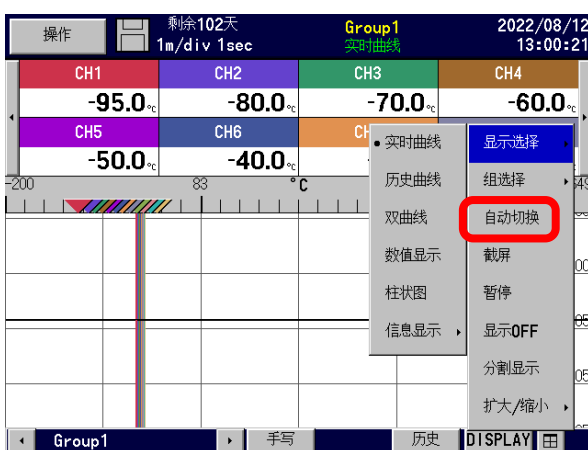 操作
剩余102天
1m/div 1sec
Group1
实时曲线
2022/08/12
13:00:21
CH1 CH2 CH3 CH4
-95.0℃ -80.0℃ -70.0℃ -60.0℃
CH5 CH6 CH
-50.0℃ -40.0℃
-200 83 °C
实时曲线
历史曲线
双曲线
数值显示
柱状图
信息显示
显示选择
组选择
自动切换
截屏
暂停
显示OFF
分割显示
扩大/缩小
Group1 手写 历史 DISPLAY